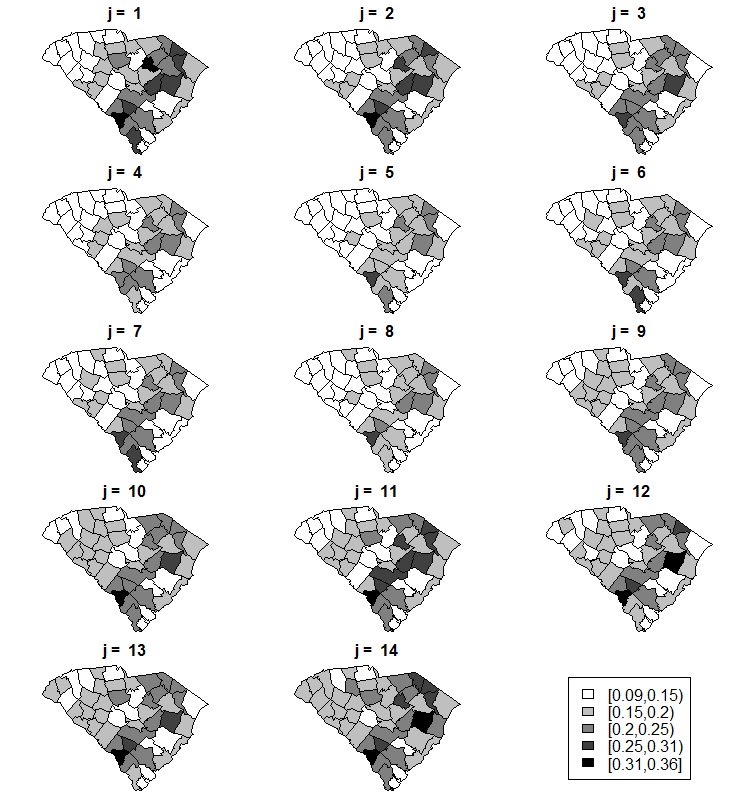 j = 1
j = 2
j = 3
j = 4
j = 5
j = 6
j = 7
j = 8
j = 9
j = 10
j = 11
j = 12
j = 13
j = 14
[0.09,0.15)
[0.15,0.2)
[0.2,0.25)
[0.25,0.31)
[0.31,0.36]